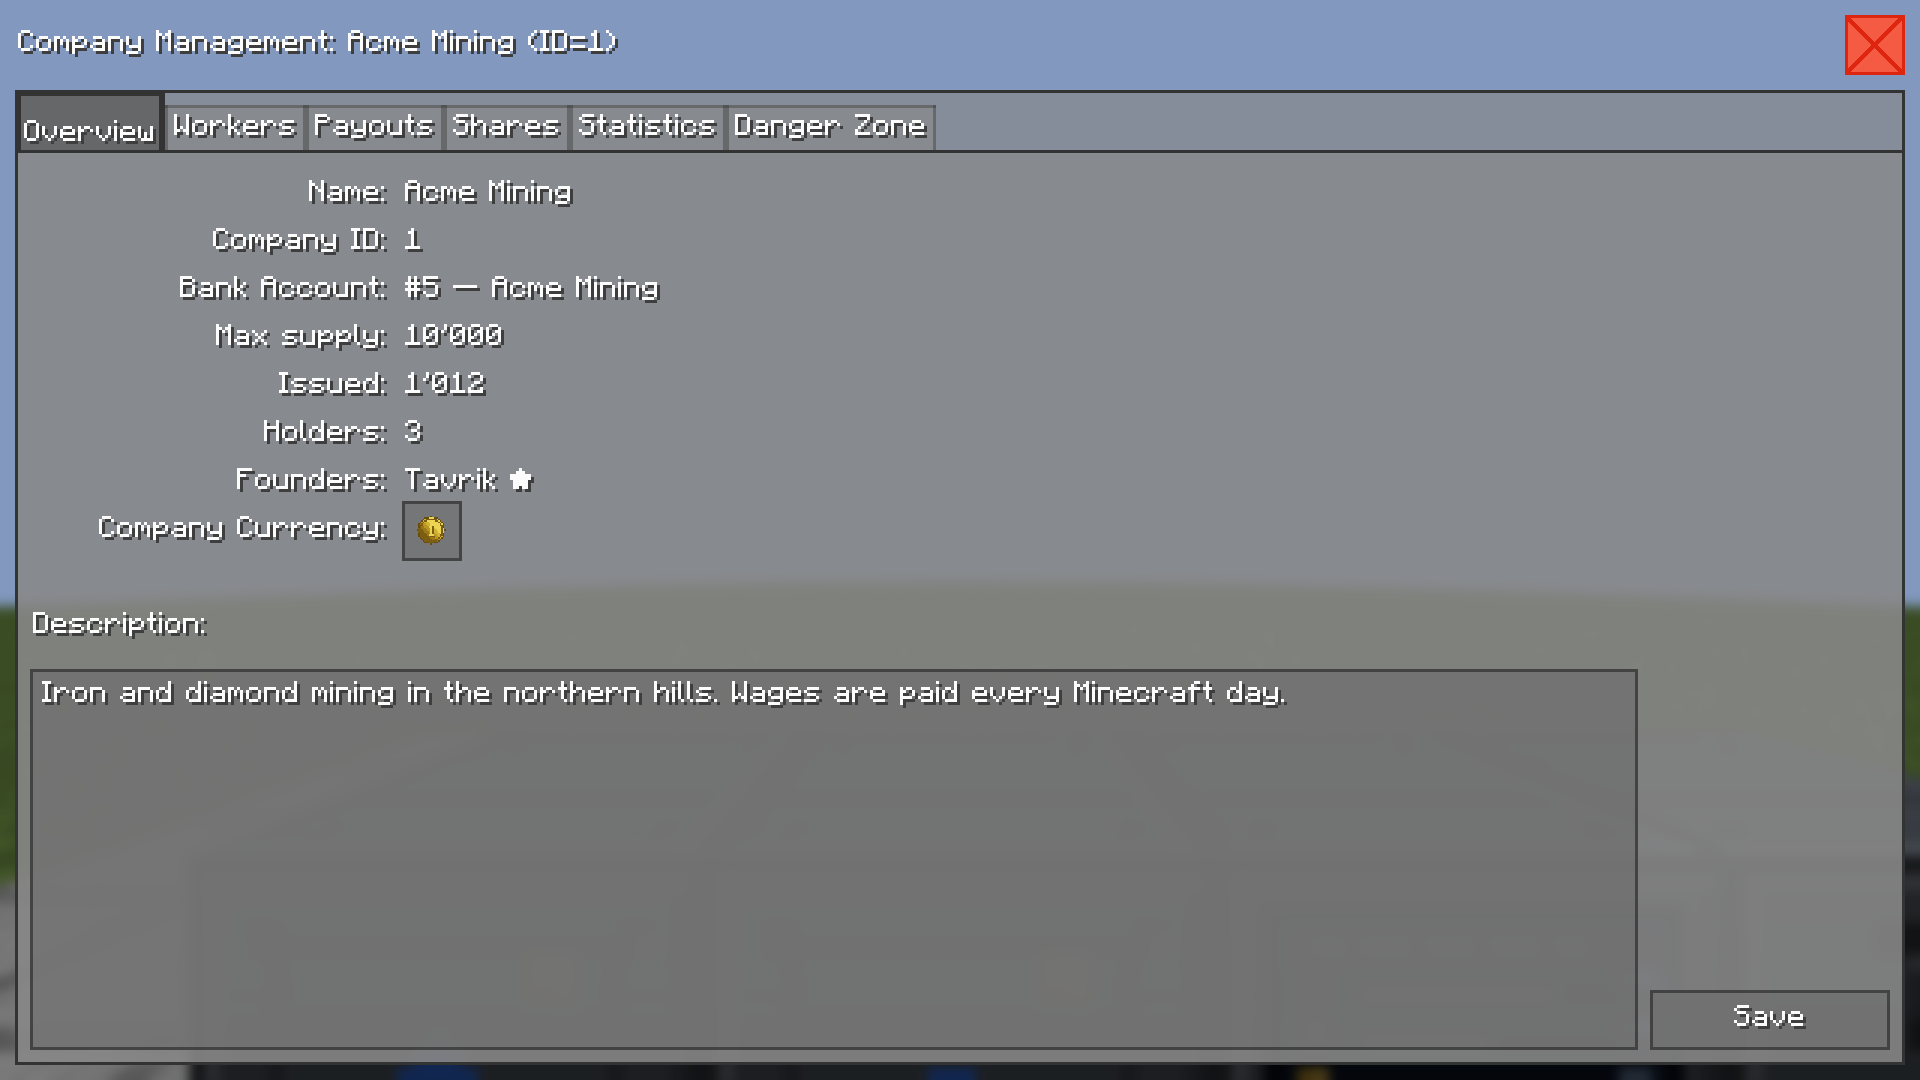 Company Management: Acme Mining (ID=1)
Overview Workers Payouts Shares Statistics Danger Zone
Name: Acme Mining
Company ID: 1
Bank Account: #5 — Acme Mining
Max supply: 10'000
Issued: 1'012
Holders: 3
Founders: Tavrik ★
Company Currency: 1
Description:
Iron and diamond mining in the northern hills. Wages are paid every Minecraft day.
Save